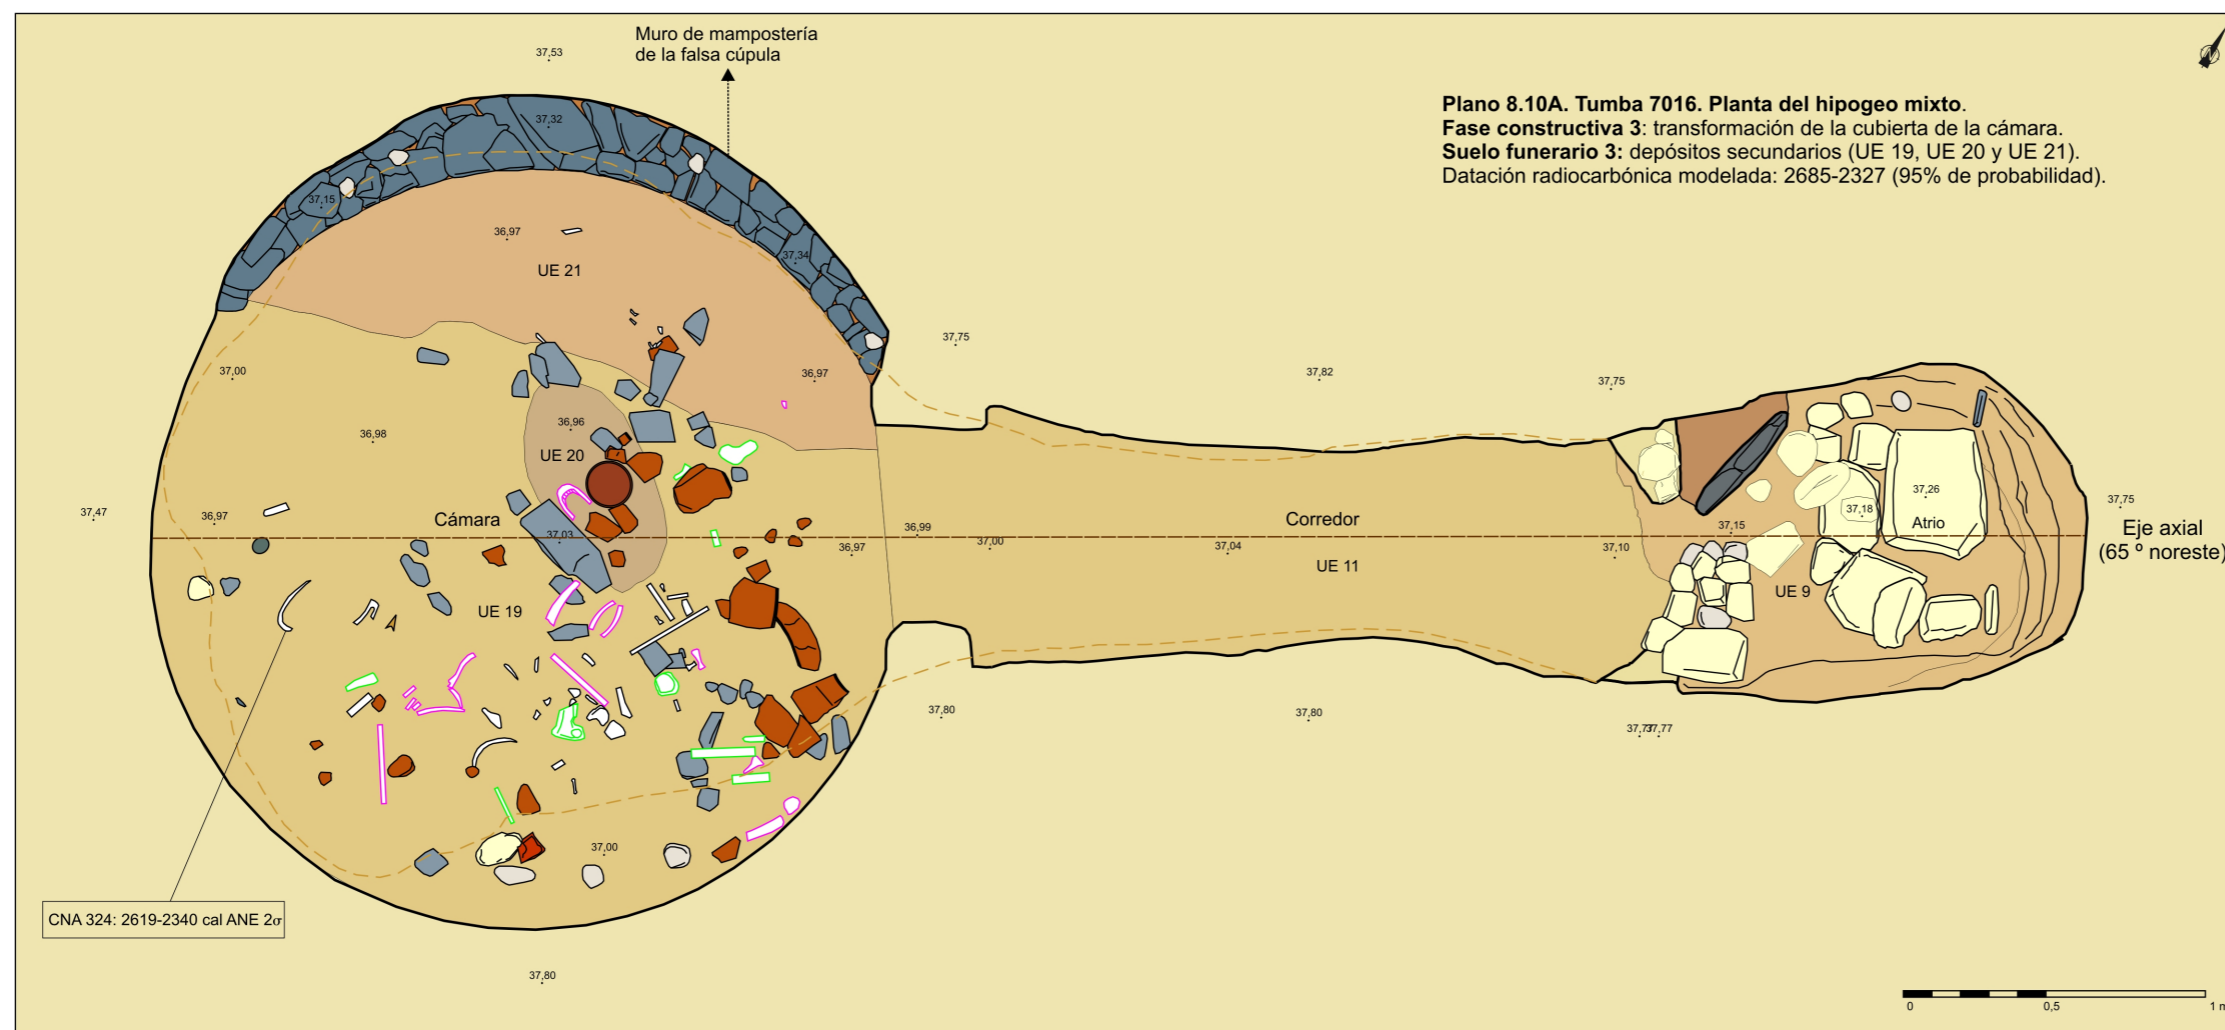 Muro de mampostería
de la falsa cúpula
37,53
Plano 8.10A. Tumba 7016. Planta del hipogeo mixto.
Fase constructiva 3: transformación de la cubierta de la cámara.
Suelo funerario 3: depósitos secundarios (UE 19, UE 20 y UE 21).
Datación radiocarbónica modelada: 2685-2327 (95% de probabilidad).
37,32
37,15
36,97
37,34
UE 21
37,75
37,00
36,97
37,82
37,75
36,98
36,96
UE 20
37,47
36,97
Cámara
37,03
36,99
37,00
36,97
Corredor
37,04
UE 11
37,10
37,15
37,26
37,18
Atrio
37,75
Eje axial
(65 º noreste)
UE 19
UE 9
37,80
37,80
37,77
37,77
37,00
CNA 324: 2619-2340 cal ANE 2σ
37,80
0
0,5
1 m